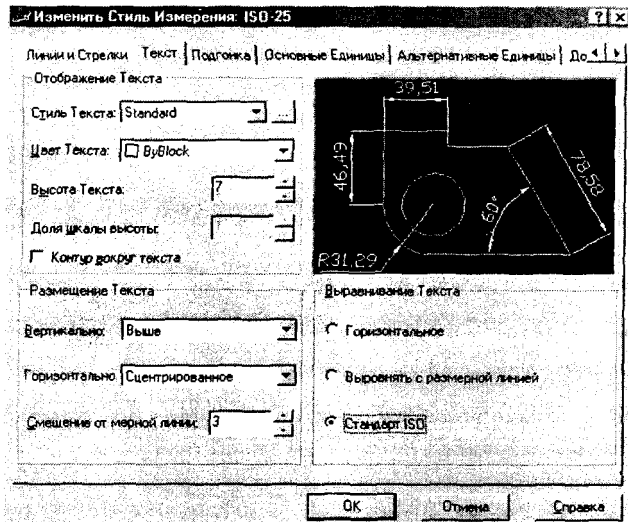 Изменить Стиль Измерения: ISO-25
Линии и Стрелки Текст Подгонка Основные Единицы Альтернативные Единицы До
Отображение Текста
Стиль Текста: Standard ...
Цвет Текста: ByBlock
Высота Текста: 7
Доля шкалы высоты:
Контур вокруг текста
39,51
46,49
78,58
60°
R31,29
Размещение Текста
Вертикально: Выше
Горизонтально Сцентрированное
Смещение от мерной линии: 3
Выравнивание Текста
Горизонтальное
Выровнять с размерной линией
Стандарт ISO
OK Отмена Справка